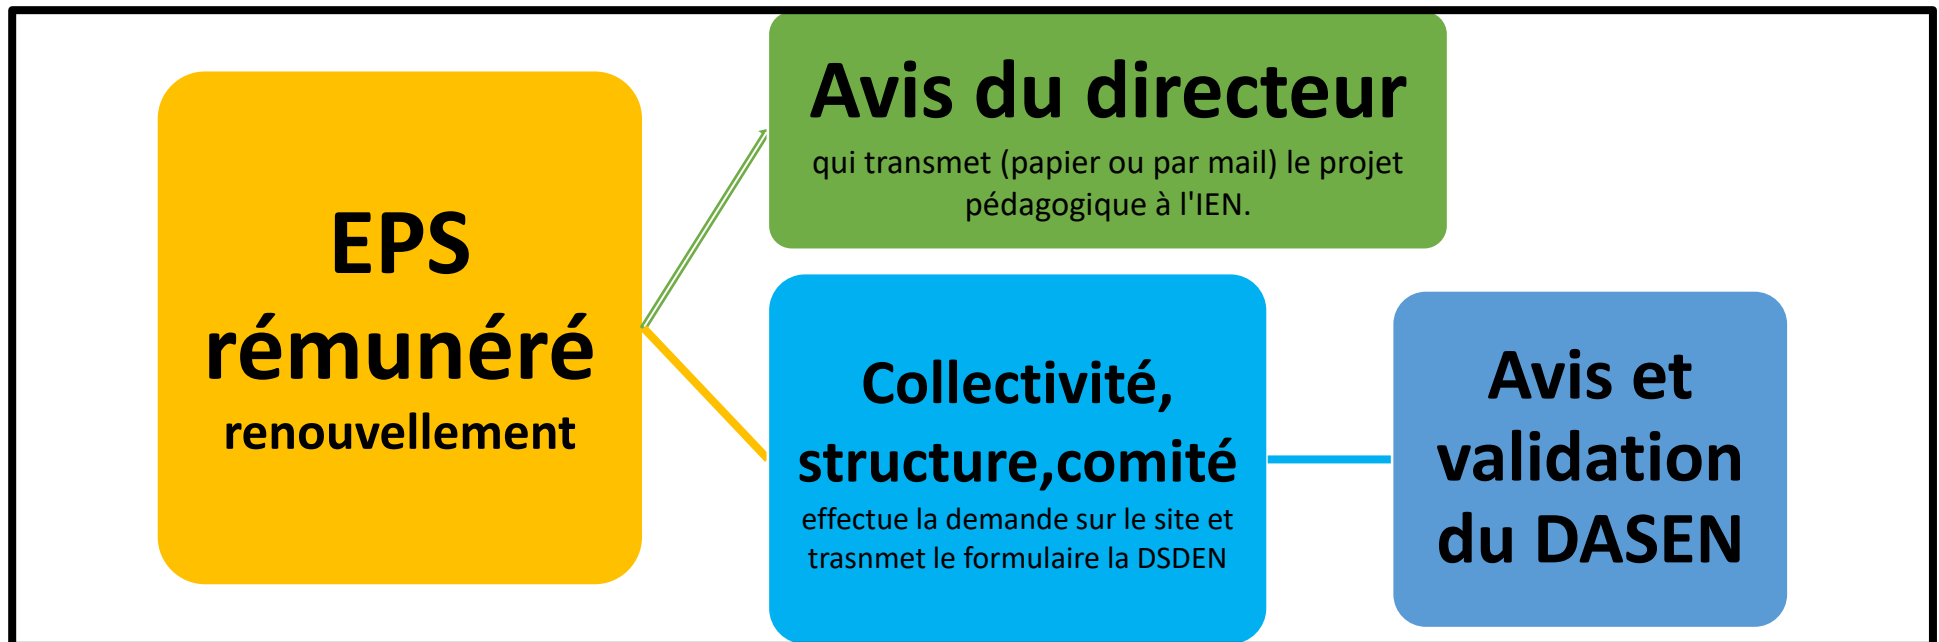 EPS
rémunéré
renouvellement
Avis du directeur
qui transmet (papier ou par mail) le projet
pédagogique à l'IEN.
Collectivité,
structure,comité
effectue la demande sur le site et
trasnmet le formulaire la DSDEN
Avis et
validation
du DASEN